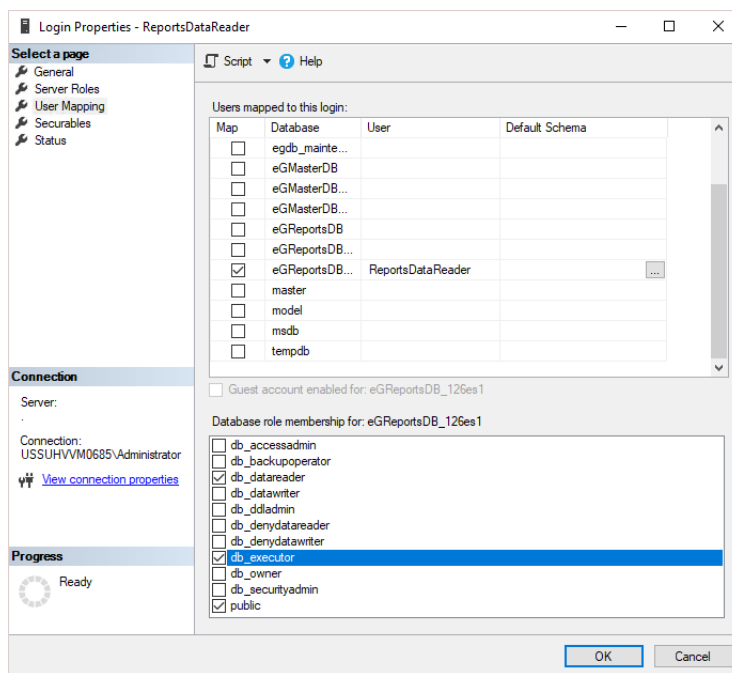 Login Properties - ReportsDataReader
Select a page
General
Server Roles
User Mapping
Securables
Status
Script Help
Users mapped to this login:
Map Database User Default Schema
egdb_mainte...
eGMasterDB
eGMasterDB...
eGMasterDB...
eGReportsDB
eGReportsDB...
eGReportsDB... ReportsDataReader ...
master
model
msdb
tempdb
Guest account enabled for: eGReportsDB_126es1
Database role membership for: eGReportsDB_126es1
db_accessadmin
db_backupoperator
db_datareader
db_datawriter
db_ddladmin
db_denydatareader
db_denydatawriter
db_executor
db_owner
db_securityadmin
public
Connection
Server:
.
Connection:
USSUHVVM0685\Administrator
View connection properties
Progress
Ready
OK Cancel